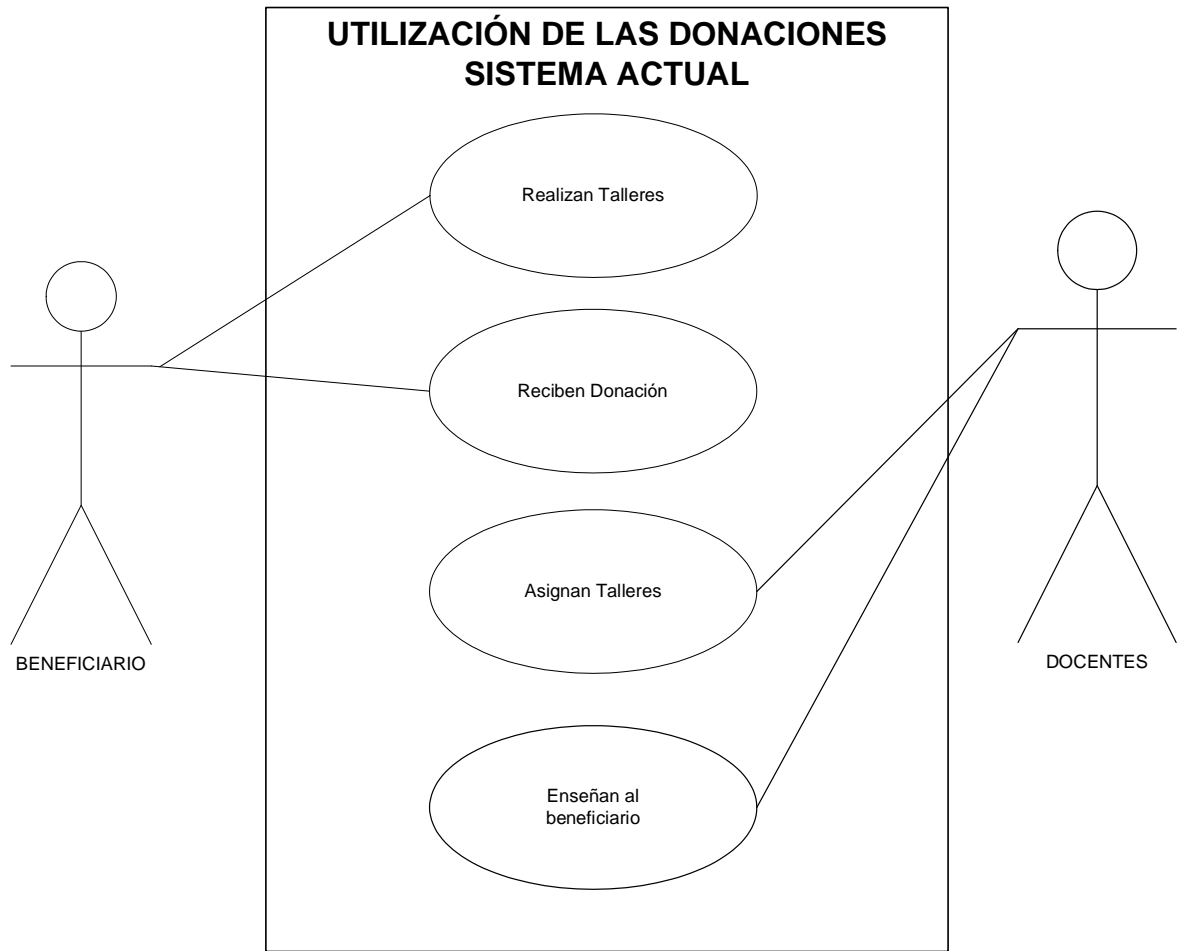 UTILIZACIÓN DE LAS DONACIONES
SISTEMA ACTUAL
Realizan Talleres
Reciben Donación
Asignan Talleres
Enseñan al
beneficiario
BENEFICIARIO
DOCENTES